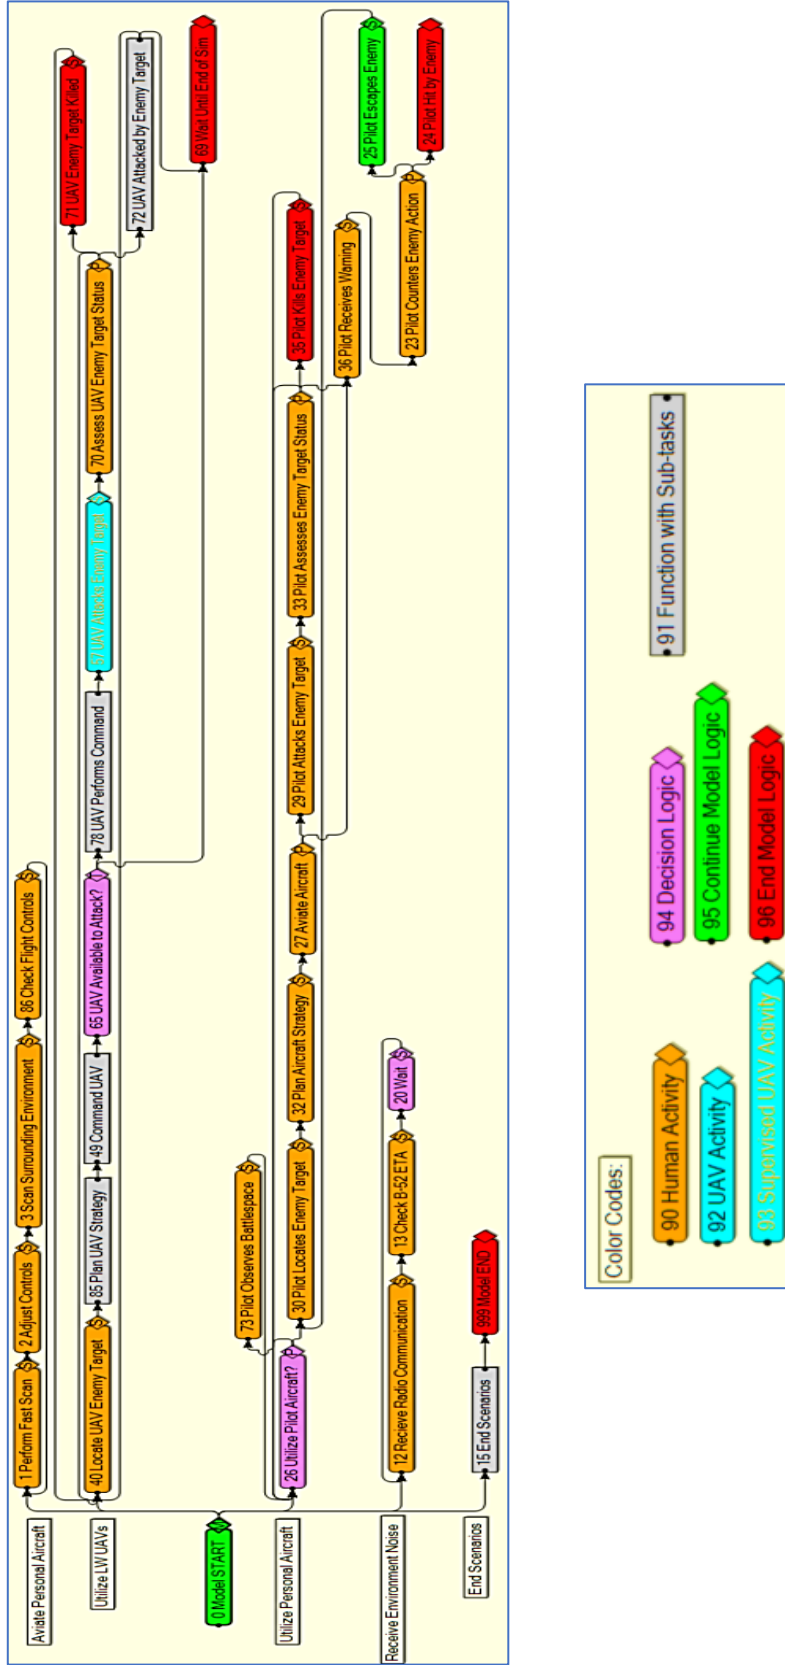 Aviate Personal Aircraft
1 Perform Fast Scan
2 Adjust Controls
3 Scan Surrounding Environment
86 Check Flight Controls
Utilize LW UAVs
40 Locate UAV Enemy Target
85 Plan UAV Strategy
49 Command UAV
65 UAV Available to Attack?
78 UAV Performs Command
67 UAV Attacks Enemy Target
70 Assess UAV Enemy Target Status
71 UAV Enemy Target Killed
72 UAV Attacked by Enemy Target
69 Wait Until End of Sim
0 Model START
Utilize Personal Aircraft
26 Utilize Pilot Aircraft?
73 Pilot Observes Battlespace
30 Pilot Locates Enemy Target
32 Plan Aircraft Strategy
27 Aviate Aircraft
29 Pilot Attacks Enemy Target
33 Pilot Assesses Enemy Target Status
35 Pilot Kills Enemy Target
36 Pilot Receives Warning
23 Pilot Counters Enemy Action
25 Pilot Escapes Enemy
24 Pilot Hit by Enemy
Receive Environment Noise
12 Recieve Radio Communication
13 Check B-52 ETA
20 Wait
End Scenarios
15 End Scenarios
999 Model END
Color Codes:
90 Human Activity
92 UAV Activity
93 Supervised UAV Activity
94 Decision Logic
95 Continue Model Logic
96 End Model Logic
91 Function with Sub-tasks